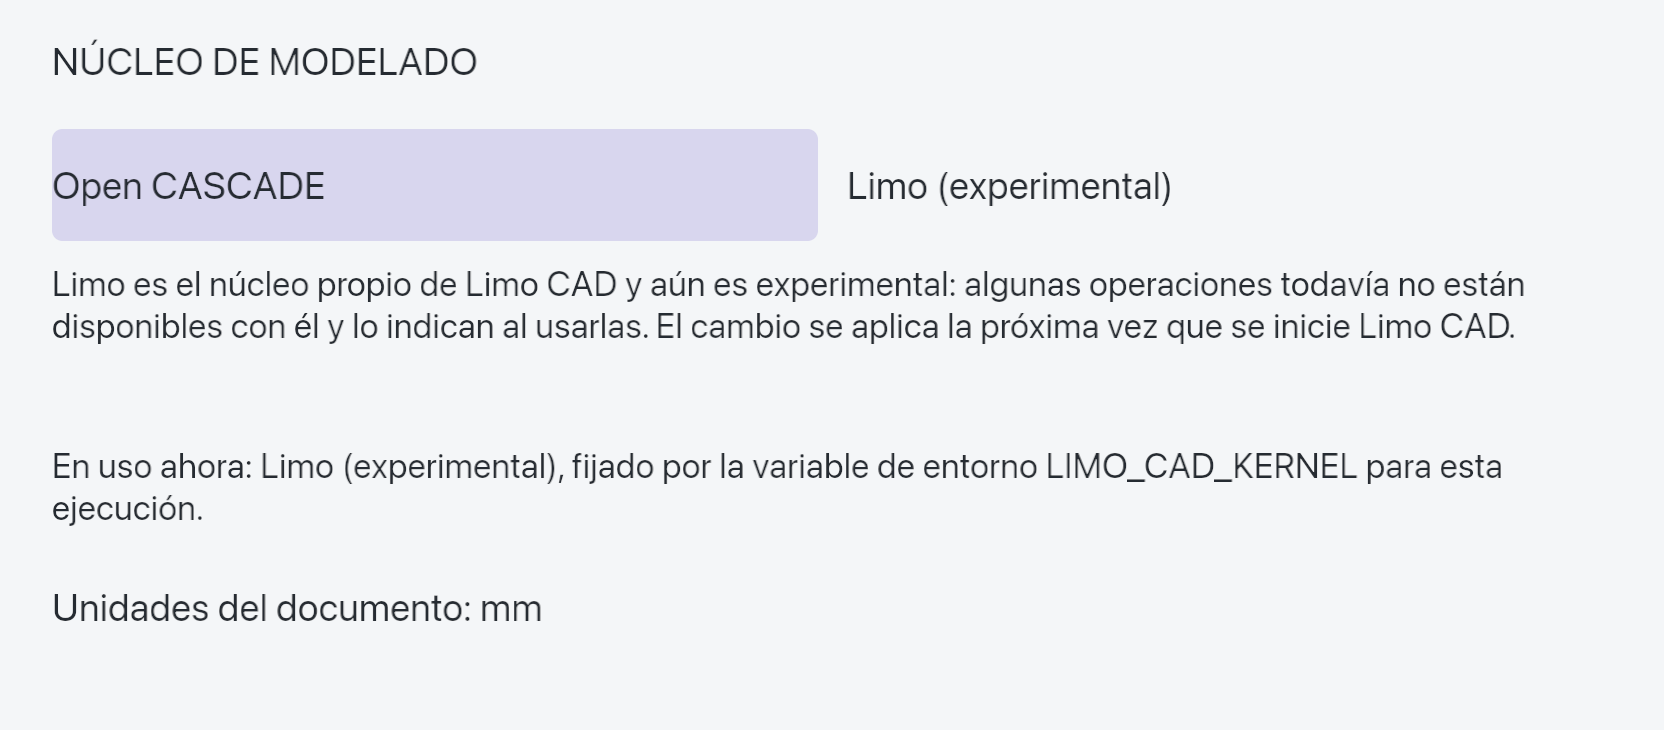 NÚCLEO DE MODELADO
Open CASCADE
Limo (experimental)
Limo es el núcleo propio de Limo CAD y aún es experimental: algunas operaciones todavía no están
disponibles con él y lo indican al usarlas. El cambio se aplica la próxima vez que se inicie Limo CAD.
En uso ahora: Limo (experimental), fijado por la variable de entorno LIMO_CAD_KERNEL para esta
ejecución.
Unidades del documento: mm